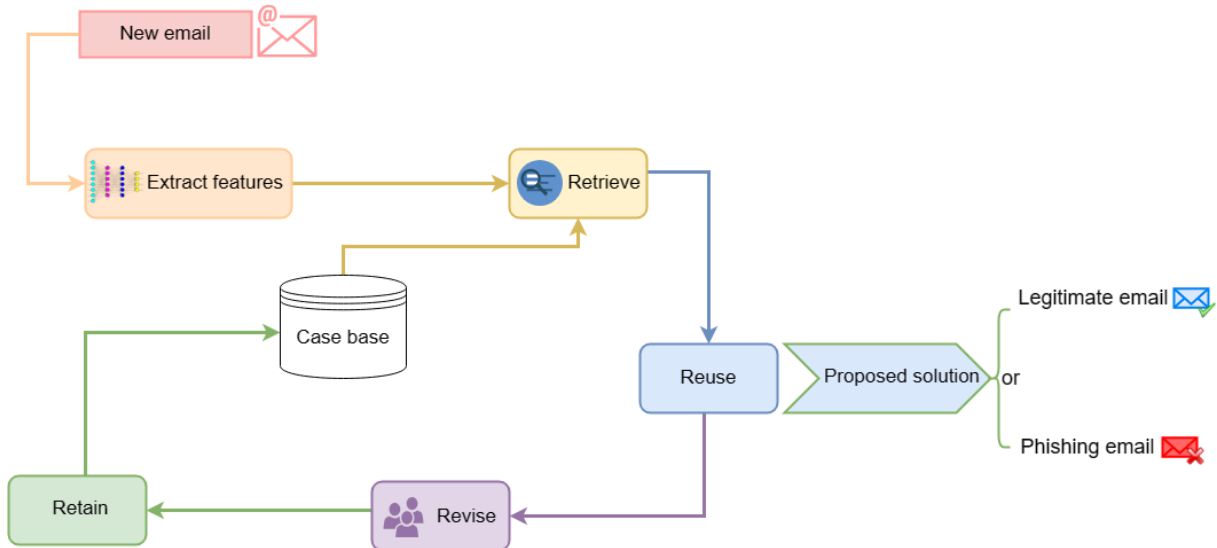 New email
Extract features
Retrieve
Case base
Legitimate email
Reuse
Proposed solution
or
Phishing email
Retain
Revise